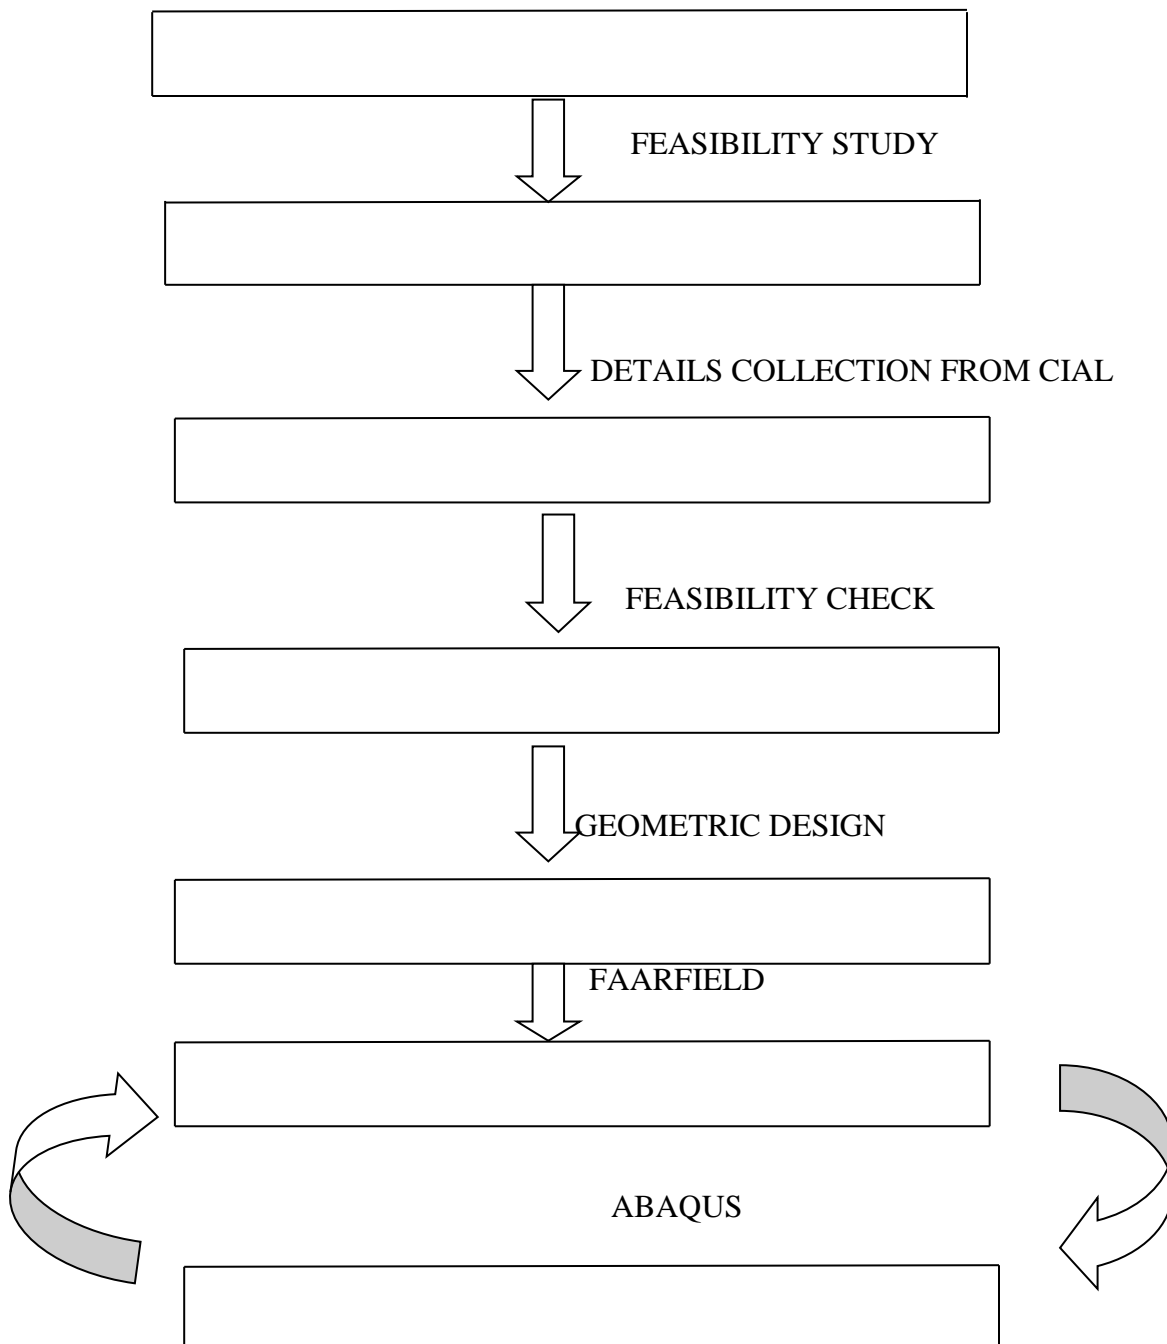 FEASIBILITY STUDY
DETAILS COLLECTION FROM CIAL
FEASIBILITY CHECK
GEOMETRIC DESIGN
FAARFIELD
ABAQUS